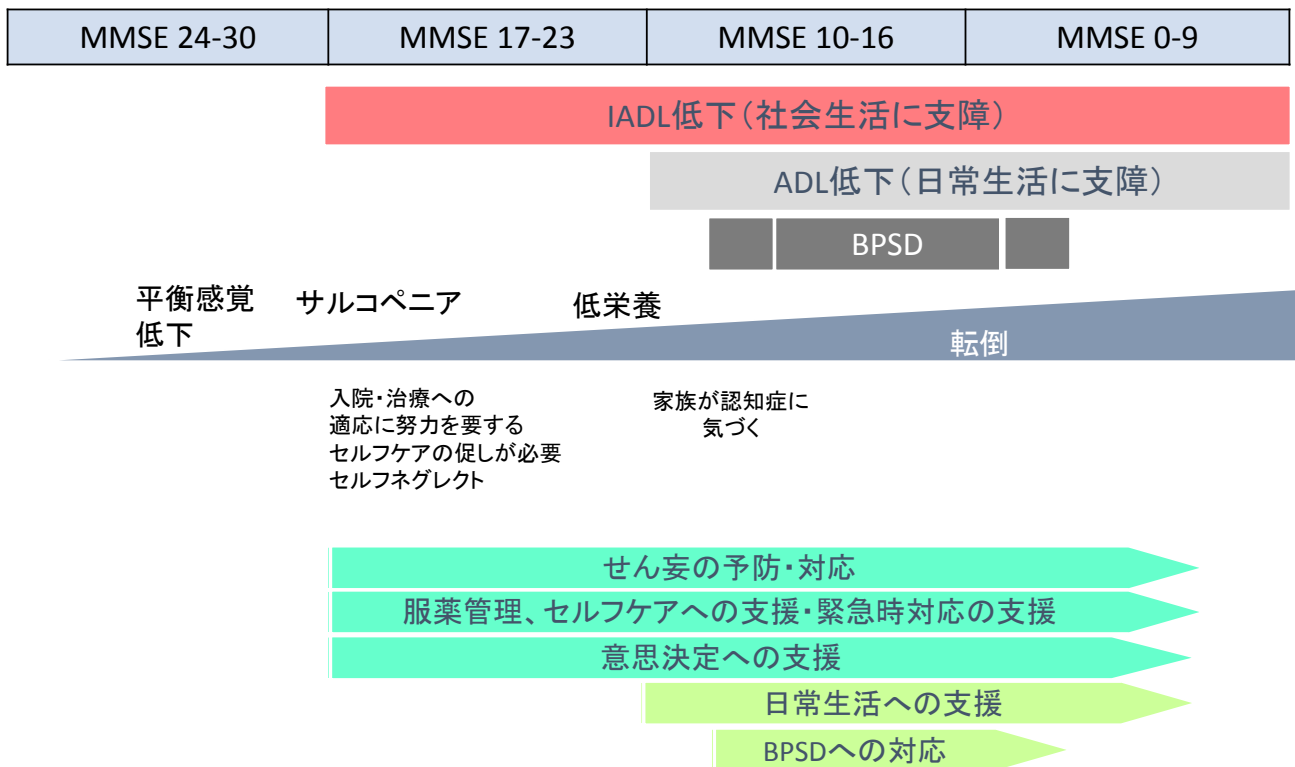 MMSE 24-30
MMSE 17-23
MMSE 10-16
MMSE 0-9
IADL低下（社会生活に支障）
ADL低下（日常生活に支障）
BPSD
平衡感覚
低下
サルコペニア
低栄養
転倒
入院・治療への
適応に努力を要する
セルフケアの促しが必要
セルフネグレクト
家族が認知症に
気づく
せん妄の予防・対応
服薬管理、セルフケアへの支援・緊急時対応の支援
意思決定への支援
日常生活への支援
BPSDへの対応